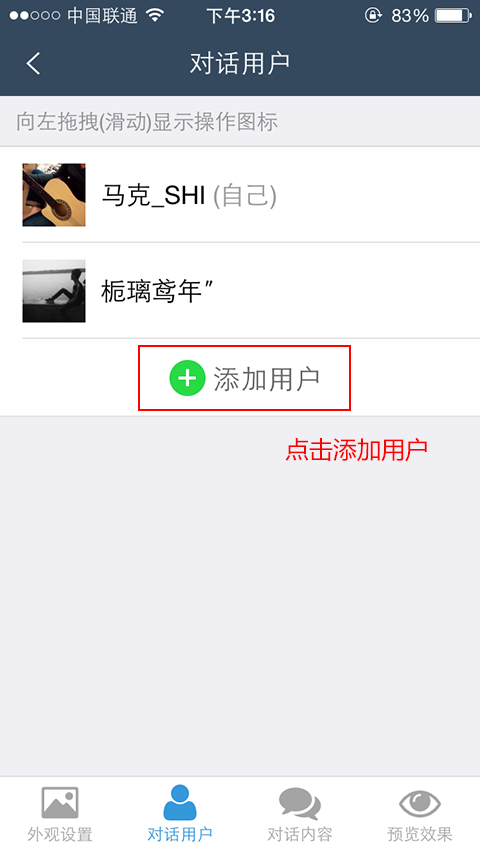 中国联通 下午3:16 83%
对话用户
向左拖拽(滑动)显示操作图标
马克_SHI (自己)
栀璃鸢年″
添加用户
点击添加用户
外观设置 对话用户 对话内容 预览效果